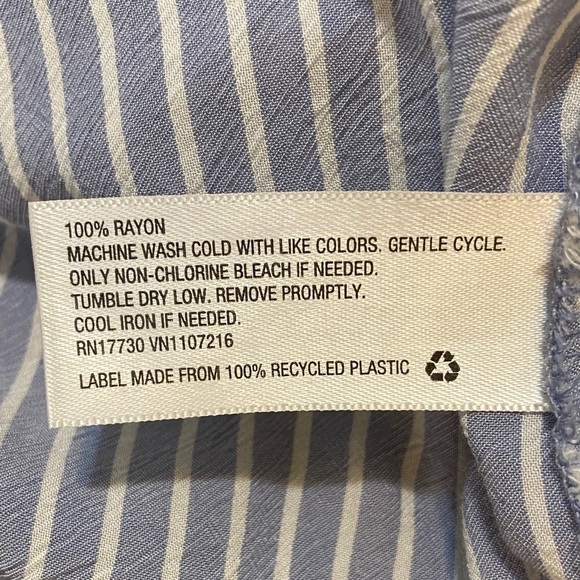 100% RAYON
MACHINE WASH COLD WITH LIKE COLORS. GENTLE CYCLE.
ONLY NON-CHLORINE BLEACH IF NEEDED.
TUMBLE DRY LOW. REMOVE PROMPTLY.
COOL IRON IF NEEDED.
RN17730 VN1107216
LABEL MADE FROM 100% RECYCLED PLASTIC